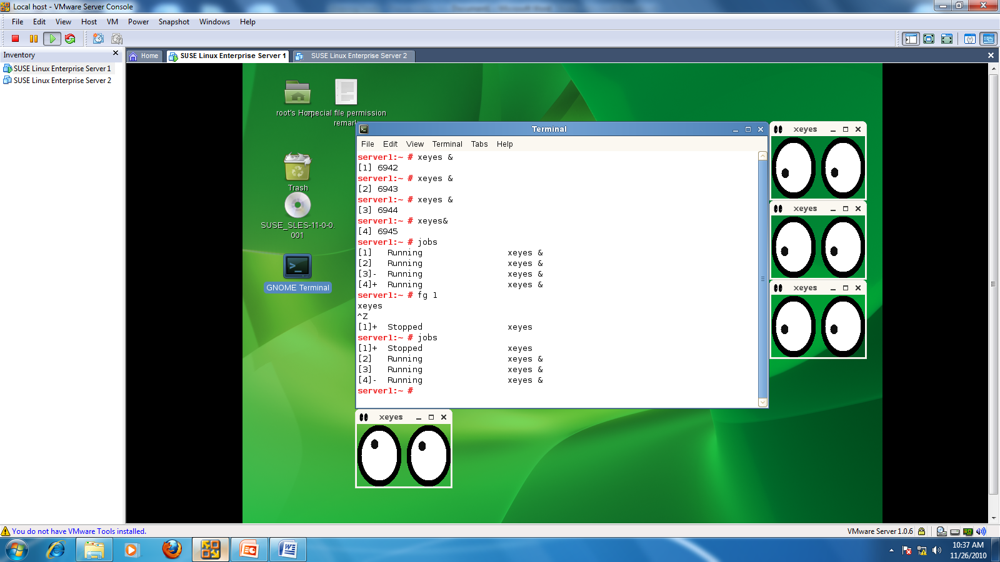 Local host - VMware Server Console
File Edit View Host VM Power Snapshot Windows Help
Inventory
SUSE Linux Enterprise Server 1
SUSE Linux Enterprise Server 2
Home
SUSE Linux Enterprise Server 1
SUSE Linux Enterprise Server 2
root's Home
special file permission
remark
Trash
SUSE_SLES-11-0-0.
001
GNOME Terminal
Terminal
File Edit View Terminal Tabs Help
server1:~ # xeyes &
[1] 6942
server1:~ # xeyes &
[2] 6943
server1:~ # xeyes &
[3] 6944
server1:~ # xeyes&
[4] 6945
server1:~ # jobs
[1]   Running                 xeyes &
[2]   Running                 xeyes &
[3]-  Running                 xeyes &
[4]+  Running                 xeyes &
server1:~ # fg 1
xeyes
^Z
[1]+  Stopped                 xeyes
server1:~ # jobs
[1]+  Stopped                 xeyes
[2]   Running                 xeyes &
[3]   Running                 xeyes &
[4]-  Running                 xeyes &
server1:~ #
xeyes
xeyes
xeyes
xeyes
You do not have VMware Tools installed.
VMware Server 1.0.6
10:37 AM
11/26/2010